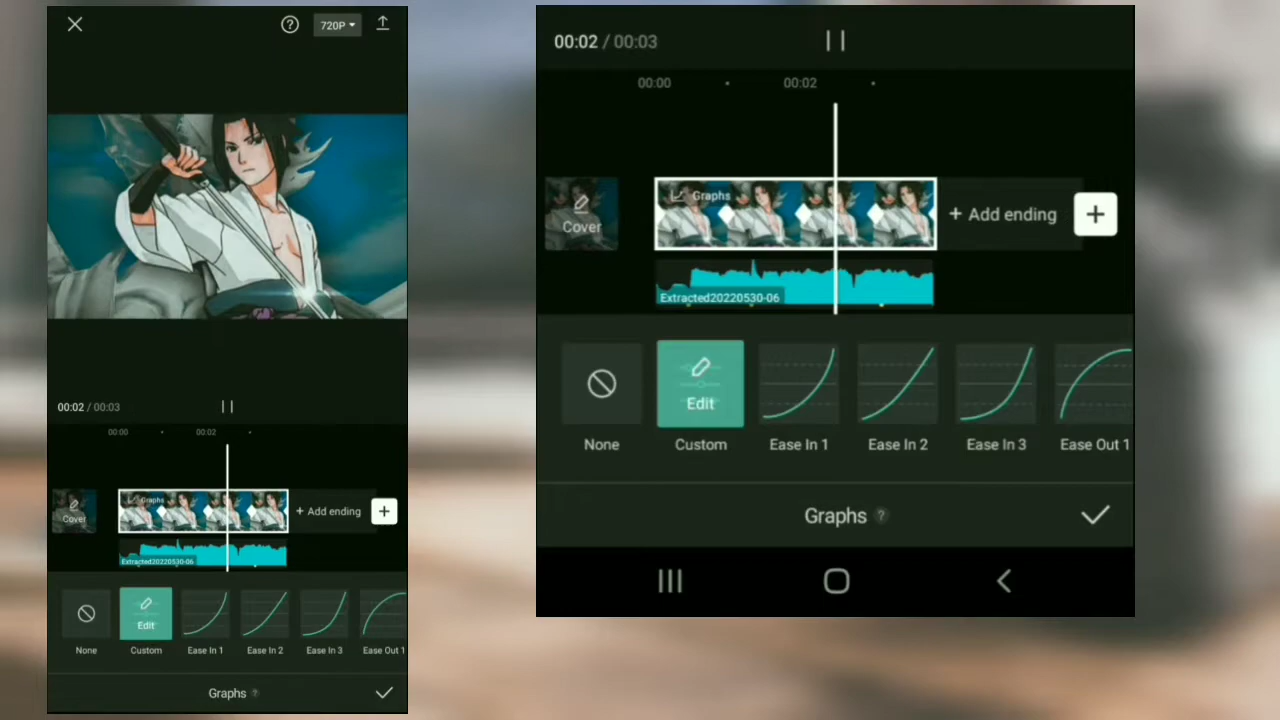 720P
00:02 / 00:03
00:00
00:02
Graphs
Cover
+ Add ending
Extracted20220530-06
Edit
None
Custom
Ease In 1
Ease In 2
Ease In 3
Ease Out 1
Graphs ?
00:02 / 00:03
00:00
00:02
Graphs
Cover
+ Add ending
Extracted20220530-06
Edit
None
Custom
Ease In 1
Ease In 2
Ease In 3
Ease Out 1
Graphs ?